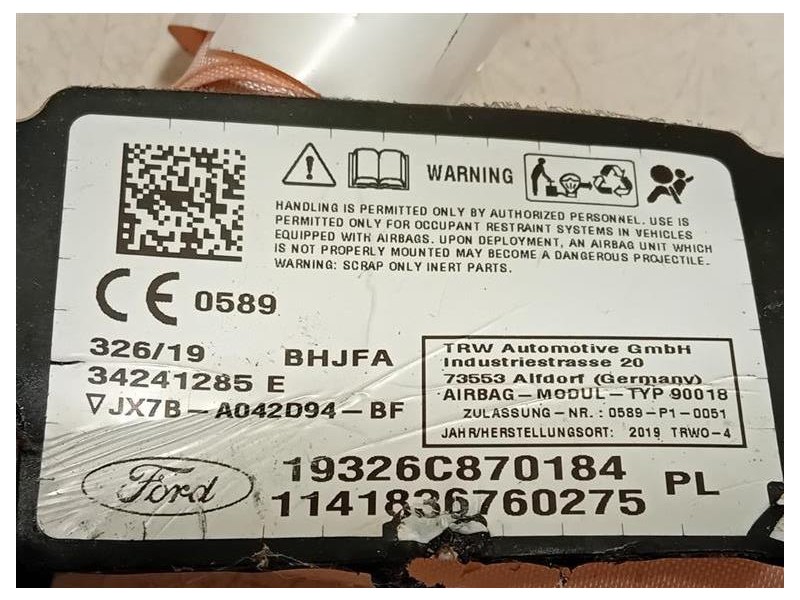 WARNING
HANDLING IS PERMITTED ONLY BY AUTHORIZED PERSONNEL. USE IS
PERMITTED ONLY FOR OCCUPANT RESTRAINT SYSTEMS IN VEHICLES
EQUIPPED WITH AIRBAGS. UPON DEPLOYMENT, AN AIRBAG UNIT WHICH
IS NOT PROPERLY MOUNTED MAY BECOME A DANGEROUS PROJECTILE.
WARNING: SCRAP ONLY INERT PARTS.
CE 0589
326/19 BHJFA
34241285 E
▽JX7B-A042D94-BF
TRW Automotive GmbH
Industriestrasse 20
73553 Alfdorf (Germany)
AIRBAG-MODUL-TYP 90018
ZULASSUNG-NR.: 0589-P1-0051
JAHR/HERSTELLUNGSORT: 2019 TRWO-4
Ford
19326C870184
1141836760275 PL